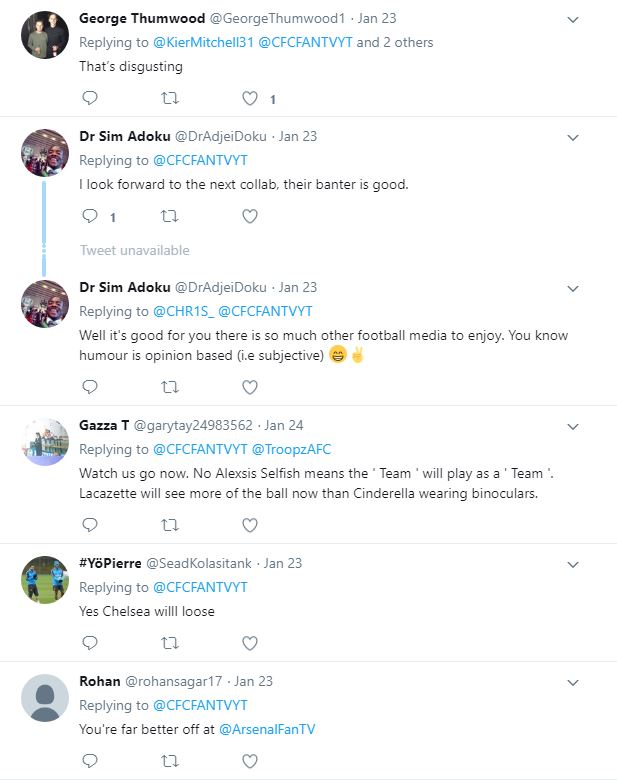 George Thumwood @GeorgeThumwood1 · Jan 23
Replying to @KierMitchell31 @CFCFANTVYT and 2 others
That's disgusting
1
Dr Sim Adoku @DrAdjeiDoku · Jan 23
Replying to @CFCFANTVYT
I look forward to the next collab, their banter is good.
1
Tweet unavailable
Dr Sim Adoku @DrAdjeiDoku · Jan 23
Replying to @CHR1S_ @CFCFANTVYT
Well it's good for you there is so much other football media to enjoy. You know
humour is opinion based (i.e subjective) 😁✌
Gazza T @garytay24983562 · Jan 24
Replying to @CFCFANTVYT @TroopzAFC
Watch us go now. No Alexsis Selfish means the ' Team ' will play as a ' Team '.
Lacazette will see more of the ball now than Cinderella wearing binoculars.
#YöPierre @SeadKolasitank · Jan 23
Replying to @CFCFANTVYT
Yes Chelsea willl loose
Rohan @rohansagar17 · Jan 23
Replying to @CFCFANTVYT
You're far better off at @ArsenalFanTV